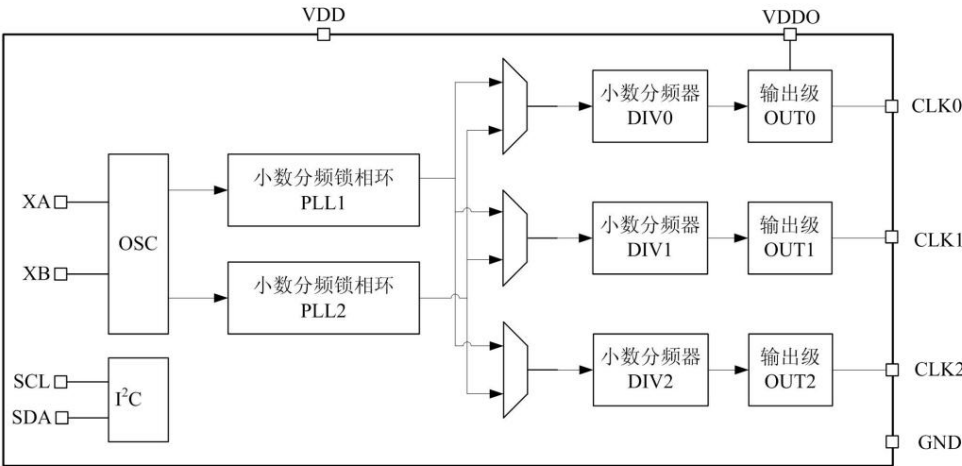 VDD
VDDO
小数分频器
DIV0
输出级
OUT0
CLK0
XA
XB
OSC
小数分频锁相环
PLL1
小数分频锁相环
PLL2
小数分频器
DIV1
输出级
OUT1
CLK1
SCL
SDA
I²C
小数分频器
DIV2
输出级
OUT2
CLK2
GND